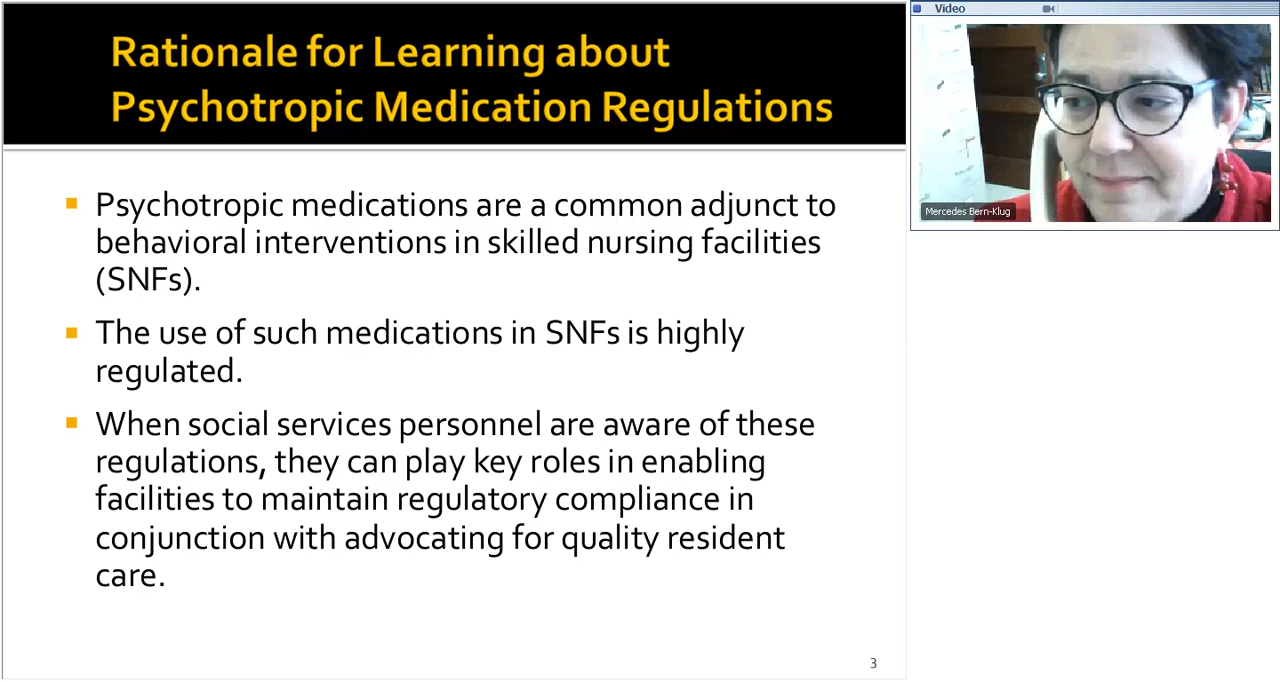 Rationale for Learning about
Psychotropic Medication Regulations
Psychotropic medications are a common adjunct to
behavioral interventions in skilled nursing facilities
(SNFs).
The use of such medications in SNFs is highly
regulated.
When social services personnel are aware of these
regulations, they can play key roles in enabling
facilities to maintain regulatory compliance in
conjunction with advocating for quality resident
care.
3
Video
Mercedes Bern-Klug